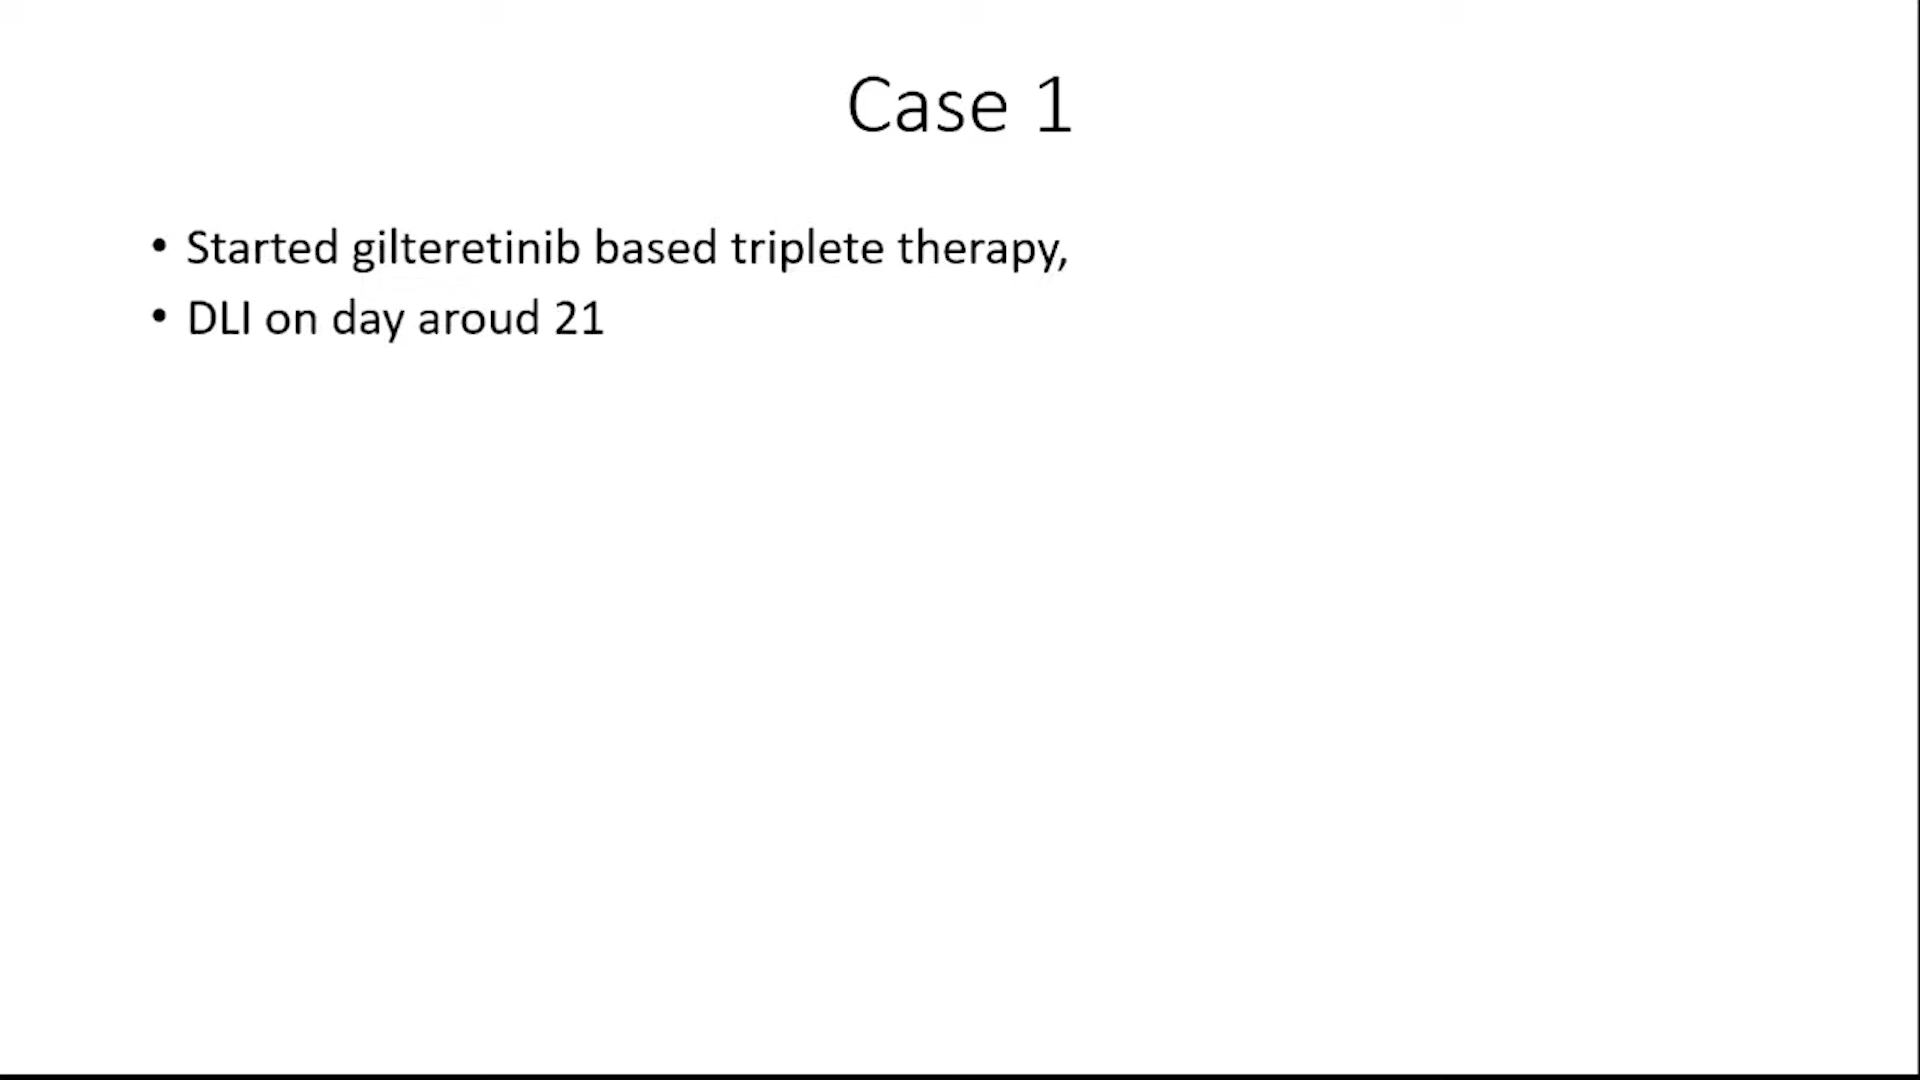 Case 1
• Started gilteretinib based triplete therapy,
• DLI on day aroud 21